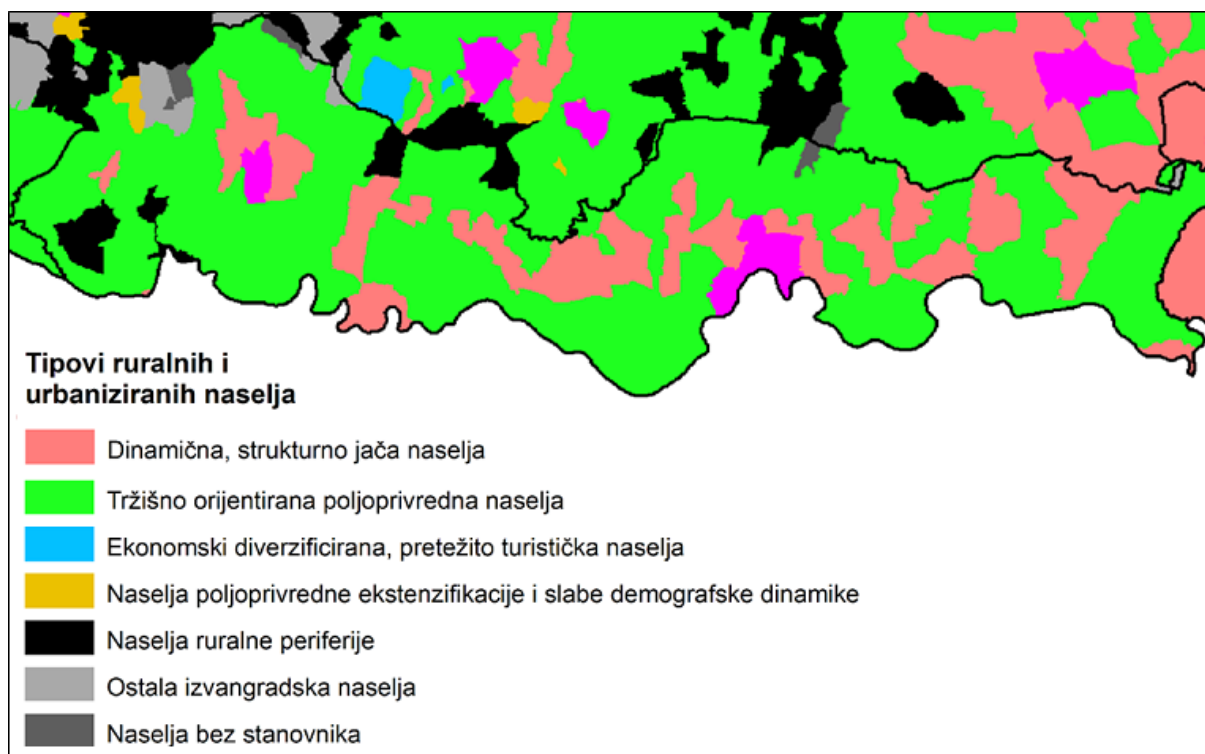 Tipovi ruralnih i
urbaniziranih naselja
Dinamična, strukturno jača naselja
Tržišno orijentirana poljoprivredna naselja
Ekonomski diverzificirana, pretežito turistička naselja
Naselja poljoprivredne ekstenzifikacije i slabe demografske dinamike
Naselja ruralne periferije
Ostala izvangradska naselja
Naselja bez stanovnika